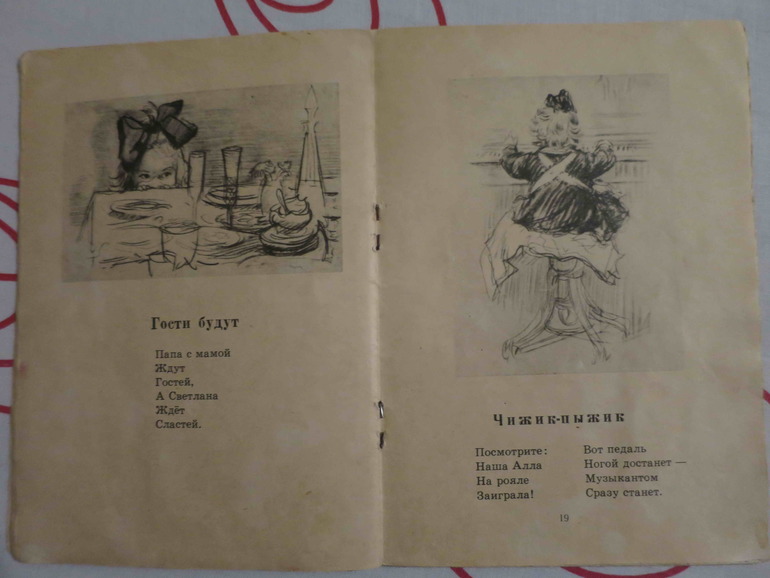 Гости будут
Папа с мамой
Ждут
Гостей,
А Светлана
Ждёт
Сластей.
Чижик-пыжик
Посмотрите:
Наша Алла
На рояле
Заиграла!
Вот педаль
Ногой достанет —
Музыкантом
Сразу станет.
19